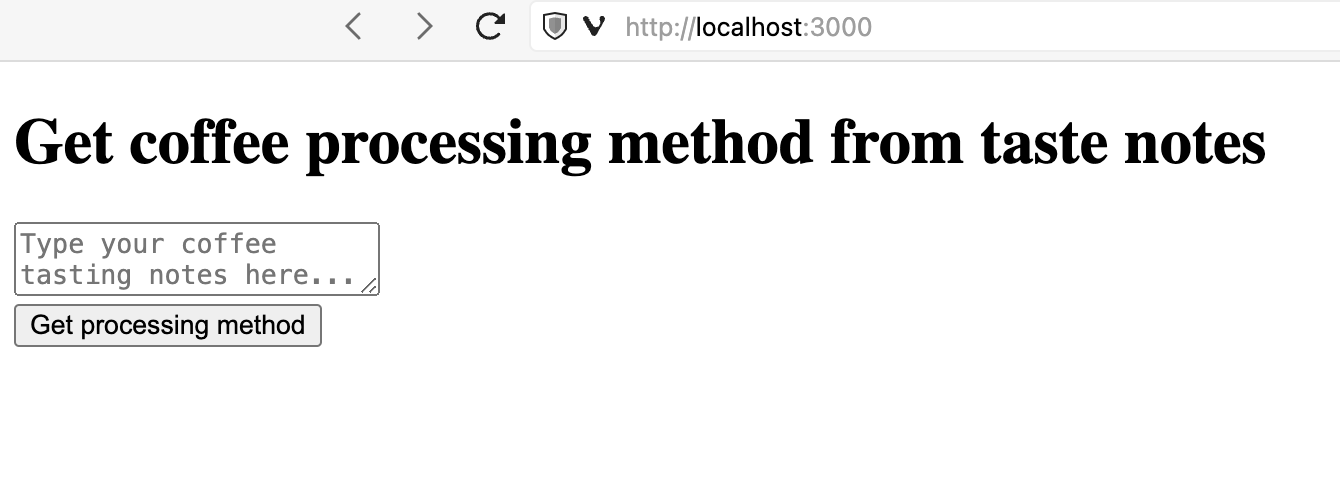 http://localhost:3000
Get coffee processing method from taste notes
Type your coffee
tasting notes here...
Get processing method